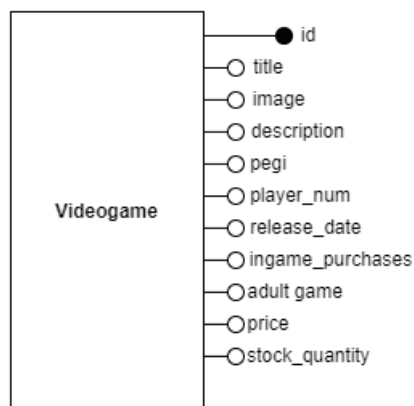 id
title
image
description
pegi
player_num
Videogame
release_date
ingame_purchases
adult game
price
stock_quantity